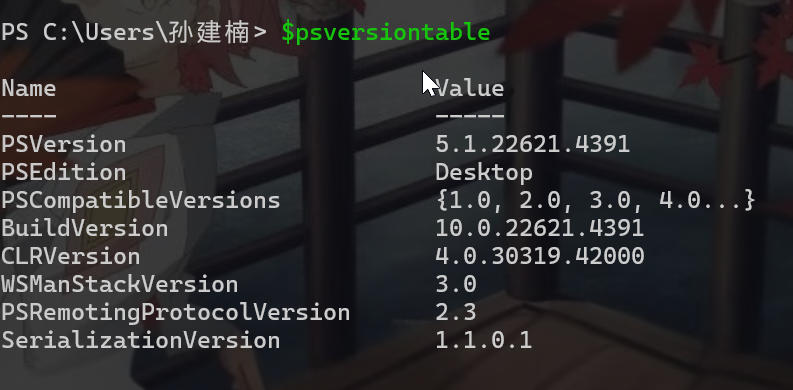 PS C:\Users\孙建楠> $psversiontable
Name Value
---- -----
PSVersion 5.1.22621.4391
PSEdition Desktop
PSCompatibleVersions {1.0, 2.0, 3.0, 4.0...}
BuildVersion 10.0.22621.4391
CLRVersion 4.0.30319.42000
WSManStackVersion 3.0
PSRemotingProtocolVersion 2.3
SerializationVersion 1.1.0.1